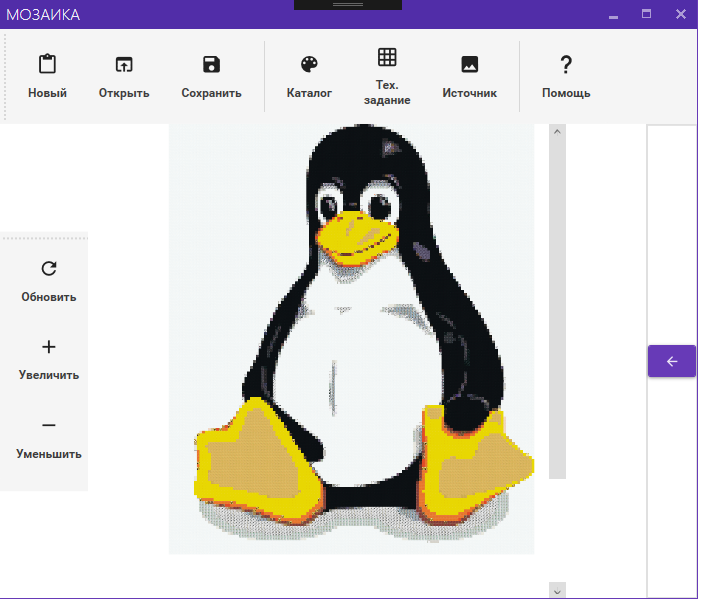 МОЗАИКА
Новый
Открыть
Сохранить
Каталог
Тех.
задание
Источник
Помощь
Обновить
Увеличить
Уменьшить